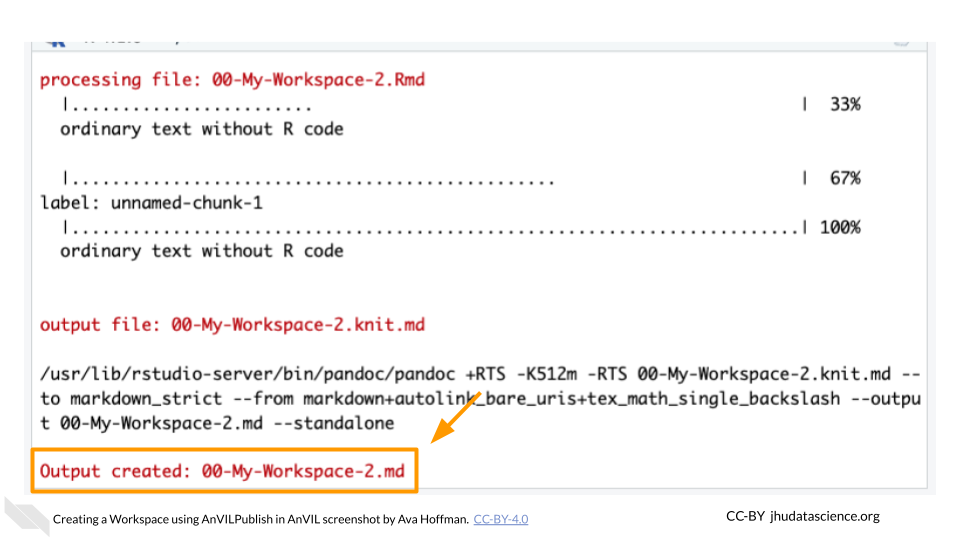 processing file: 00-My-Workspace-2.Rmd
|........................ | 33%
ordinary text without R code
|................................................ | 67%
label: unnamed-chunk-1
|........................................................................| 100%
ordinary text without R code
output file: 00-My-Workspace-2.knit.md
/usr/lib/rstudio-server/bin/pandoc/pandoc +RTS -K512m -RTS 00-My-Workspace-2.knit.md --
to markdown_strict --from markdown+autolink_bare_uris+tex_math_single_backslash --outpu
t 00-My-Workspace-2.md --standalone
Output created: 00-My-Workspace-2.md
Creating a Workspace using AnVILPublish in AnVIL screenshot by Ava Hoffman. CC-BY-4.0
CC-BY jhudatascience.org